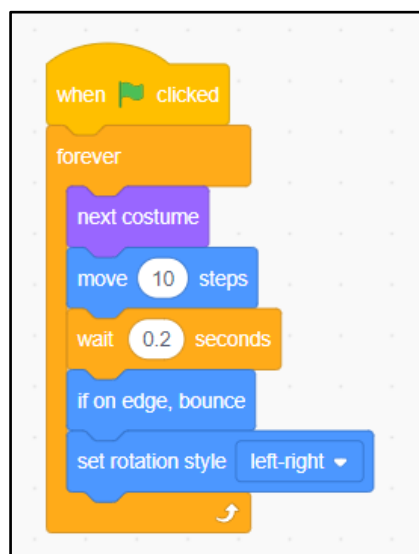 when clicked
forever
next costume
move 10 steps
wait 0.2 seconds
if on edge, bounce
set rotation style left-right